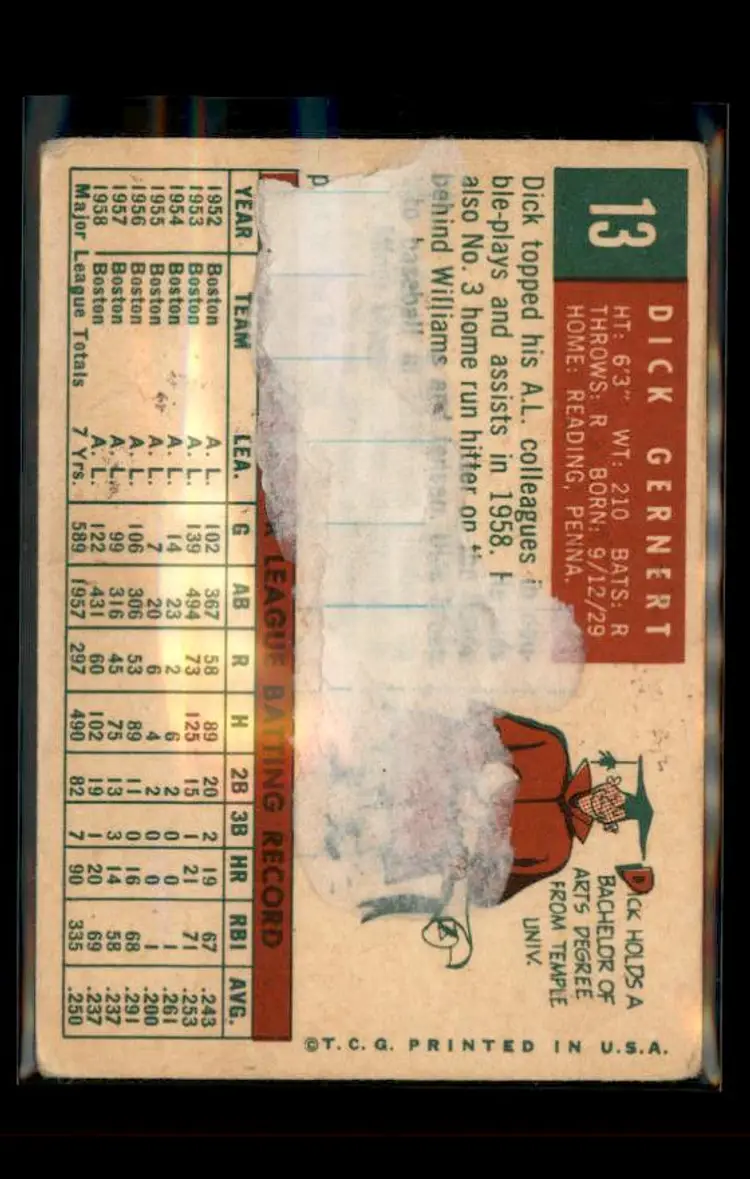 13
DICK GERNERT
HT: 6'3" WT: 210 BATS: R
THROWS: R BORN: 9/12/29
HOME: READING, PENNA.
Dick topped his A.L. colleagues
ble-plays and assists in 1958.
also No. 3 home run hitter on
behind Williams and
baseball
DICK HOLDS A
BACHELOR OF
ARTS DEGREE
FROM TEMPLE
UNIV.
LEAGUE BATTING RECORD
YEAR TEAM LEA. G AB R H 2B 3B HR RBI AVG.
1952 Boston A. L. 102 367 58 89 20 2 19 67 .243
1953 Boston A. L. 139 494 73 125 15 1 21 71 .253
1954 Boston A. L. 14 23 2 6 2 0 0 1 .261
1955 Boston A. L. 7 20 6 4 2 0 0 1 .200
1956 Boston A. L. 106 306 53 89 11 0 16 68 .291
1957 Boston A. L. 99 316 45 75 13 3 14 58 .237
1958 Boston A. L. 122 431 60 102 19 1 20 69 .237
Major League Totals 7 Yrs. 589 1957 297 490 82 7 90 335 .250
©T.C.G. PRINTED IN U.S.A.